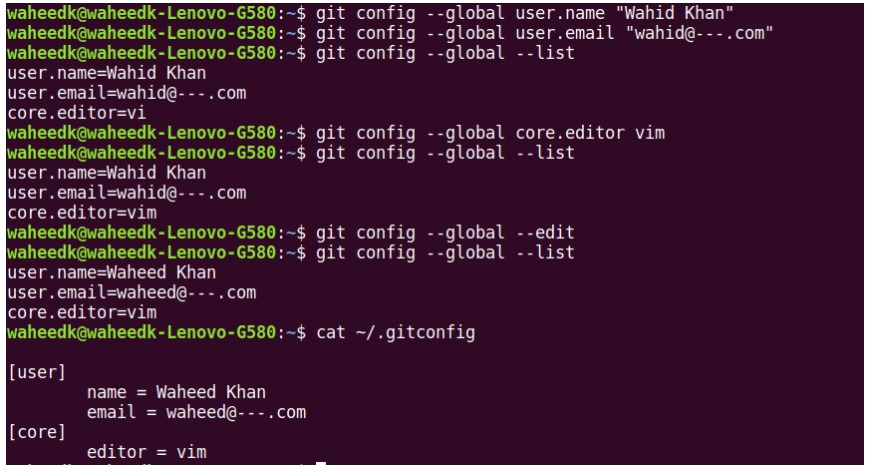 waheedk@waheedk-Lenovo-G580:~$ git config --global user.name "Wahid Khan"
waheedk@waheedk-Lenovo-G580:~$ git config --global user.email "wahid@---.com"
waheedk@waheedk-Lenovo-G580:~$ git config --global --list
user.name=Wahid Khan
user.email=wahid@---.com
core.editor=vi
waheedk@waheedk-Lenovo-G580:~$ git config --global core.editor vim
waheedk@waheedk-Lenovo-G580:~$ git config --global --list
user.name=Wahid Khan
user.email=wahid@---.com
core.editor=vim
waheedk@waheedk-Lenovo-G580:~$ git config --global --edit
waheedk@waheedk-Lenovo-G580:~$ git config --global --list
user.name=Waheed Khan
user.email=waheed@---.com
core.editor=vim
waheedk@waheedk-Lenovo-G580:~$ cat ~/.gitconfig
[user]
name = Waheed Khan
email = waheed@---.com
[core]
editor = vim